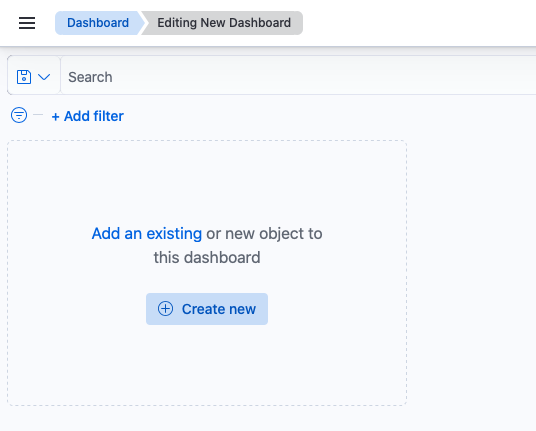 Dashboard
Editing New Dashboard
Search
+ Add filter
Add an existing or new object to
this dashboard
Create new